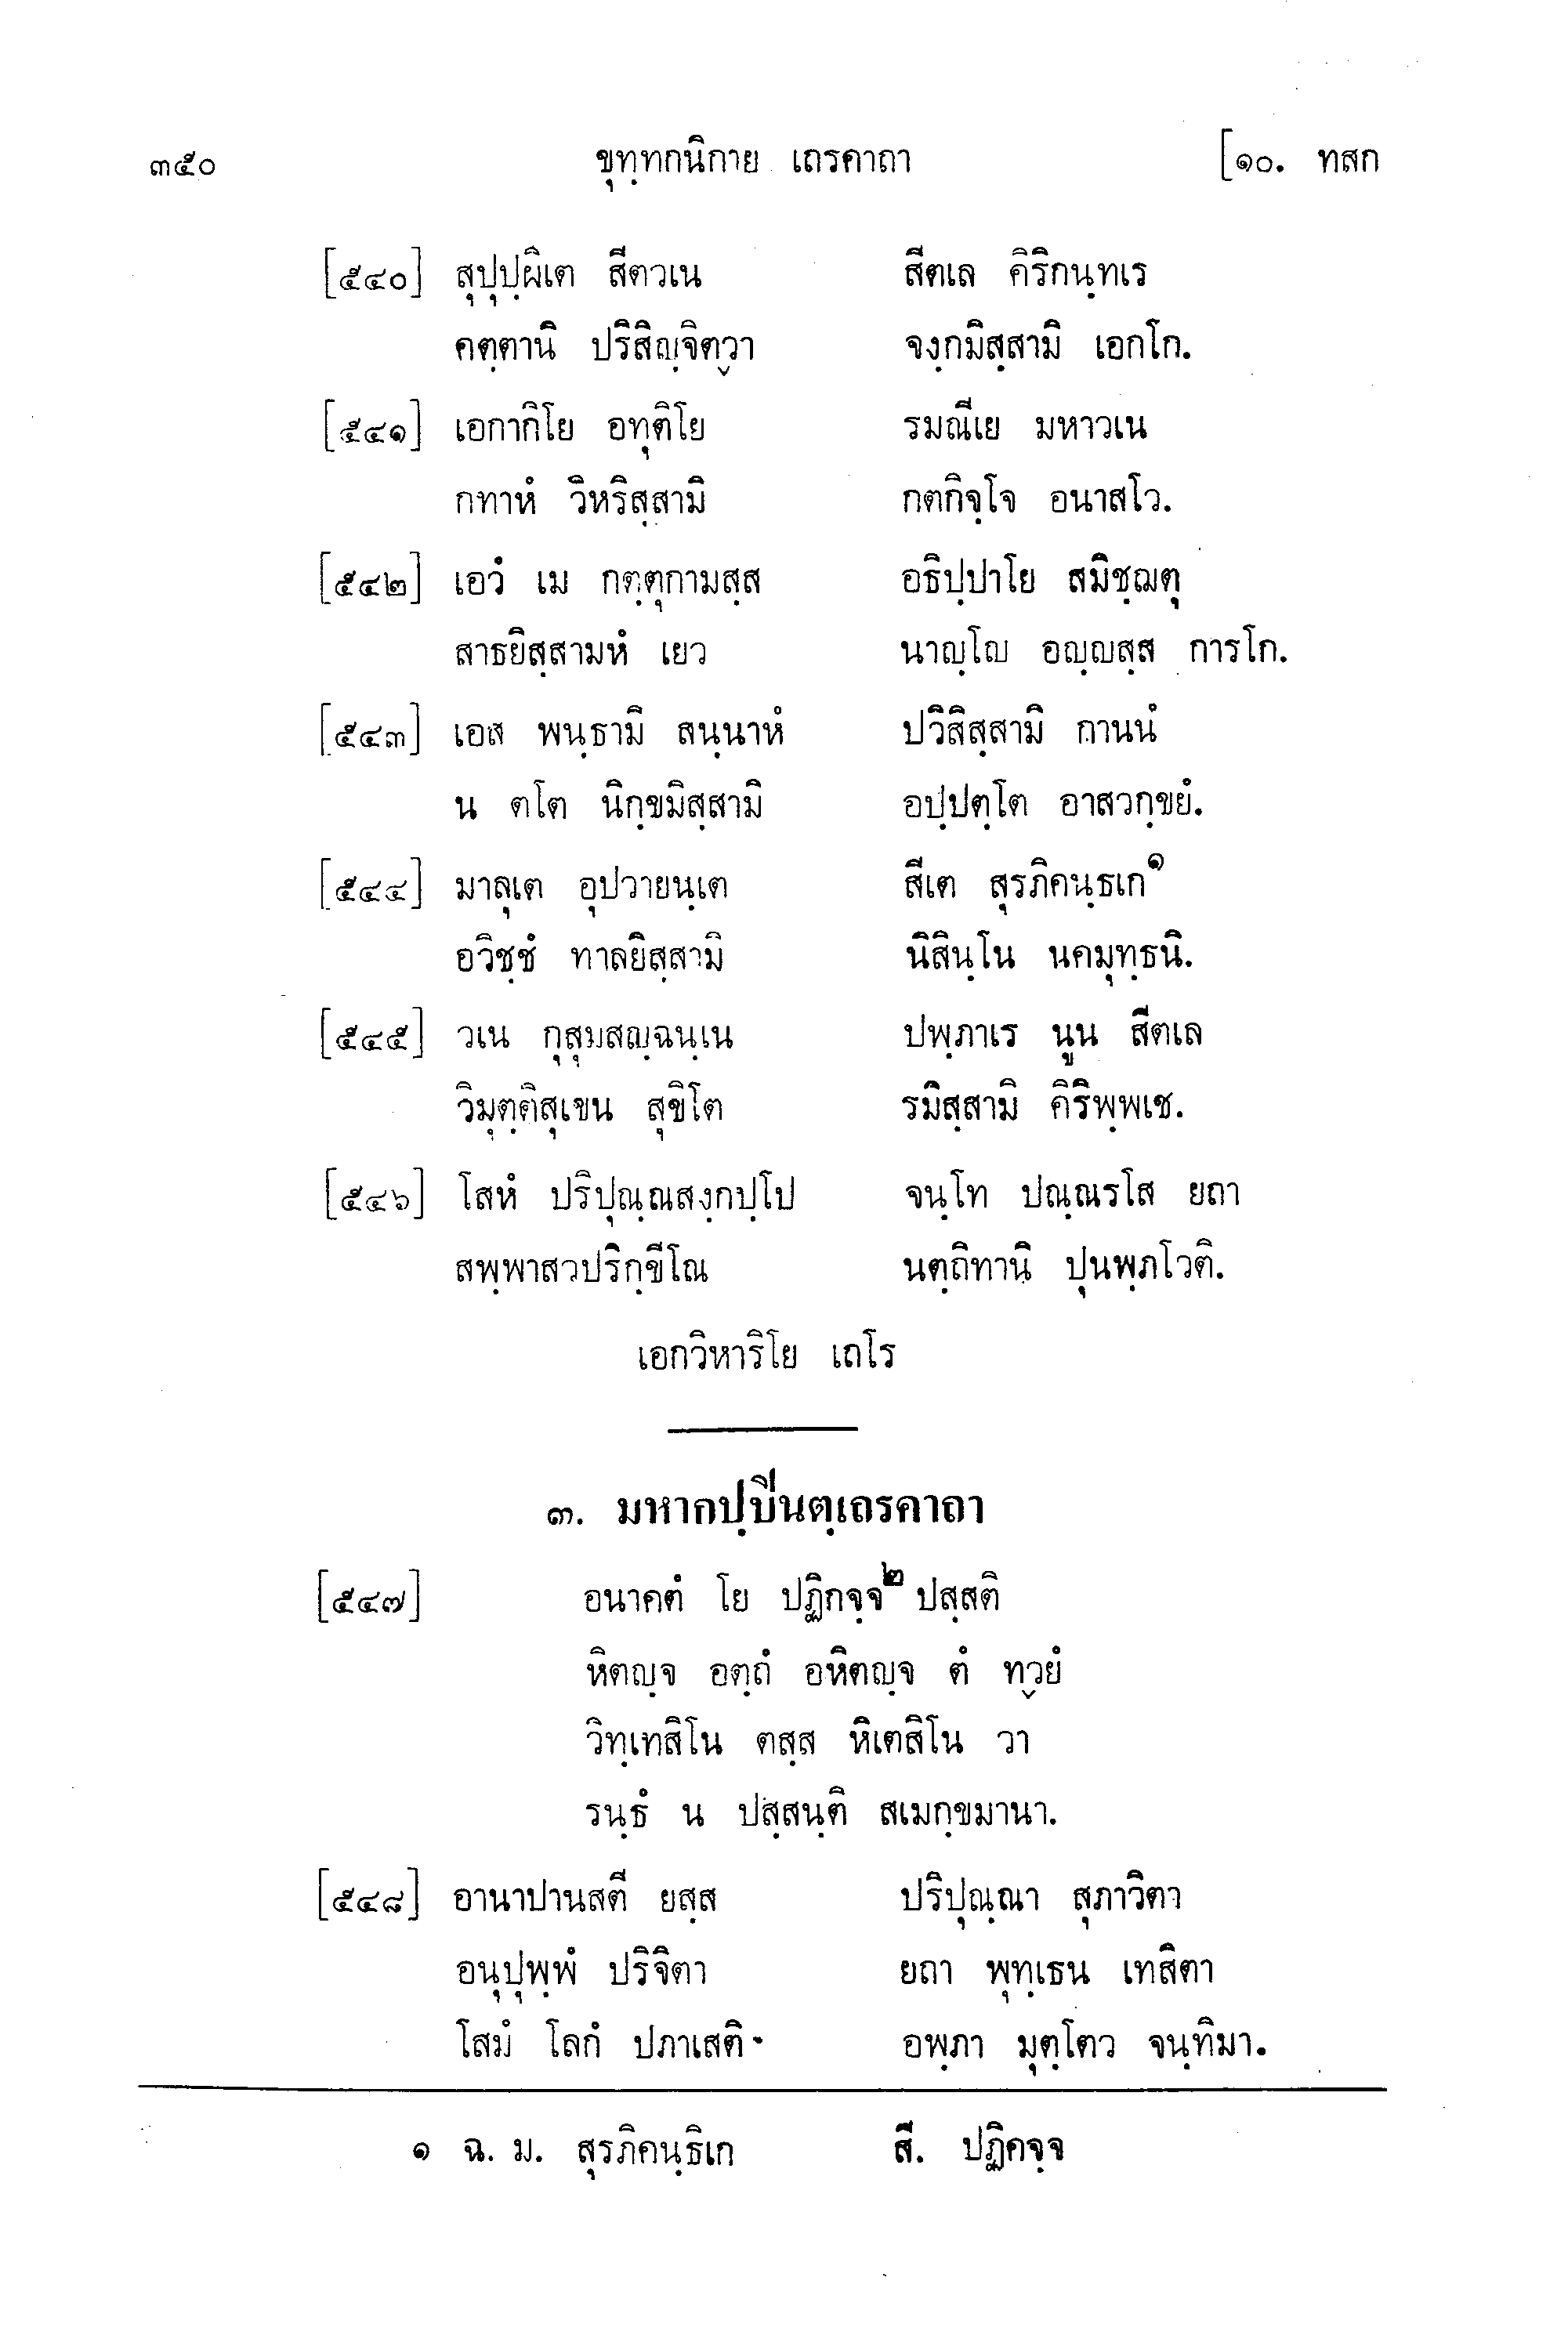 ๓๕๐ ขุทฺทกนิกาย เถรคาถา [๑๐. ทสก
[๕๔๐] สุปุปฺผิเต สีตวเน สีตเล คิริกนฺทเร
คตฺตานิ ปริสิญฺจิตฺวา จงฺกมิสฺสามิ เอกโก.
[๕๔๑] เอกากิโย อทุติโย รมณีเย มหาวเน
กทาหํ วิหริสฺสามิ กตกิจฺโจ อนาสโว.
[๕๔๒] เอวํ เม กตฺตุกามสฺส อธิปฺปาโย สมิชฺฌตุ
สาธยิสฺสามหํ เยว นาญฺโญ อญฺญสฺส การโก.
[๕๔๓] เอส พนฺธามิ สนฺนาหํ ปวิสิสฺสามิ กานนํ
น ตโต นิกฺขมิสฺสามิ อปฺปตฺโต อาสวกฺขยํ.
[๕๔๔] มาลุเต อุปวายนฺเต สีเต สุรภิคนฺธเก๑
อวิชฺชํ ทาลยิสฺสามิ นิสินฺโน นคมุทฺธนิ.
[๕๔๕] วเน กุสุมสญฺฉนฺเน ปพฺภาเร นูน สีตเล
วิมุตฺติสุเขน สุขิโต รมิสฺสามิ คิริพฺพเช.
[๕๔๖] โสหํ ปริปุณฺณสงฺกปฺโป จนฺโท ปณฺณรโส ยถา
สพฺพาสวปริกฺขีโณ นตฺถิทานิ ปุนพฺภโวติ.
เอกวิหาริโย เถโร
๓. มหากปฺปินตฺเถรคาถา
[๕๔๗] อนาคตํ โย ปฏิกจฺจ๒ ปสฺสติ
หิตญฺจ อตฺถํ อหิตญฺจ ตํ ทฺวยํ
วิทฺเทสิโน ตสฺส หิเตสิโน วา
รนฺธํ น ปสฺสนฺติ สเมกฺขมานา.
[๕๔๘] อานาปานสตี ยสฺส ปริปุณฺณา สุภาวิตา
อนุปุพฺพํ ปริจิตา ยถา พุทฺเธน เทสิตา
โสมํ โลกํ ปภาเสติ อพฺภา มุตฺโตว จนฺทิมา.
๑ ฉ. ม. สุรภิคนฺธิเก สี. ปฏิคจฺจ